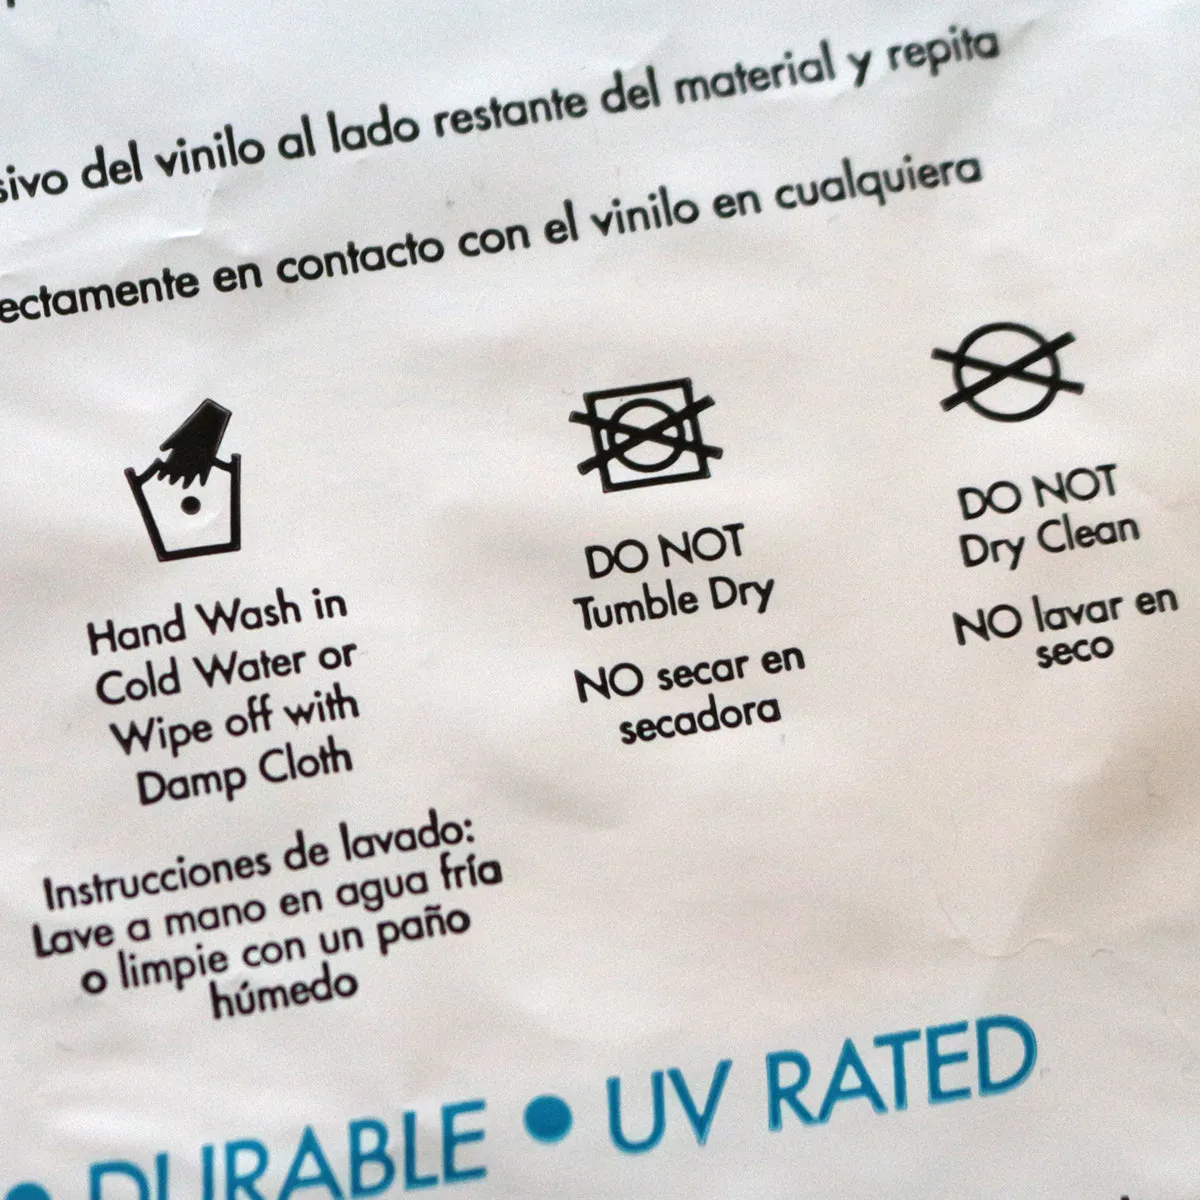 sivo del vinilo al lado restante del material y repita
ectamente en contacto con el vinilo en cualquiera
Hand Wash in
Cold Water or
Wipe off with
Damp Cloth
Instrucciones de lavado:
Lave a mano en agua fría
o limpie con un paño
húmedo
DO NOT
Tumble Dry
NO secar en
secadora
DO NOT
Dry Clean
NO lavar en
seco
• DURABLE • UV RATED